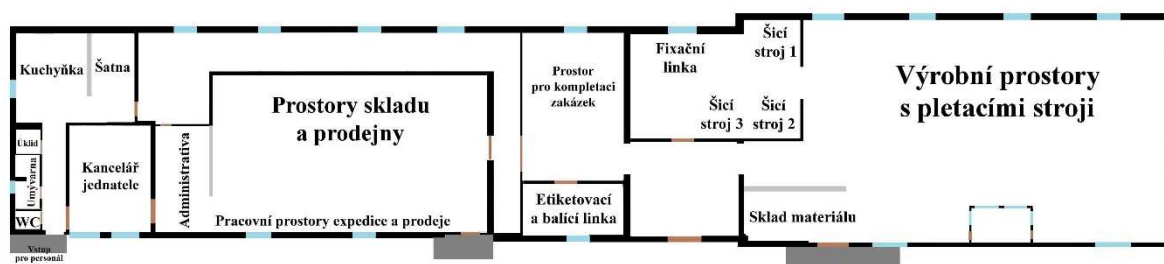 Kuchyňka
Šatna
Úklid
Umývárna
WC
Vstup
pro personál
Kancelář
jednatele
Administrativa
Prostory skladu
a prodejny
Pracovní prostory expedice a prodeje
Prostor
pro kompletaci
zakázek
Etiketovací
a balící linka
Fixační
linka
Šicí
stroj 1
Šicí
stroj 3
Šicí
stroj 2
Výrobní prostory
s pletacími stroji
Sklad materiálu